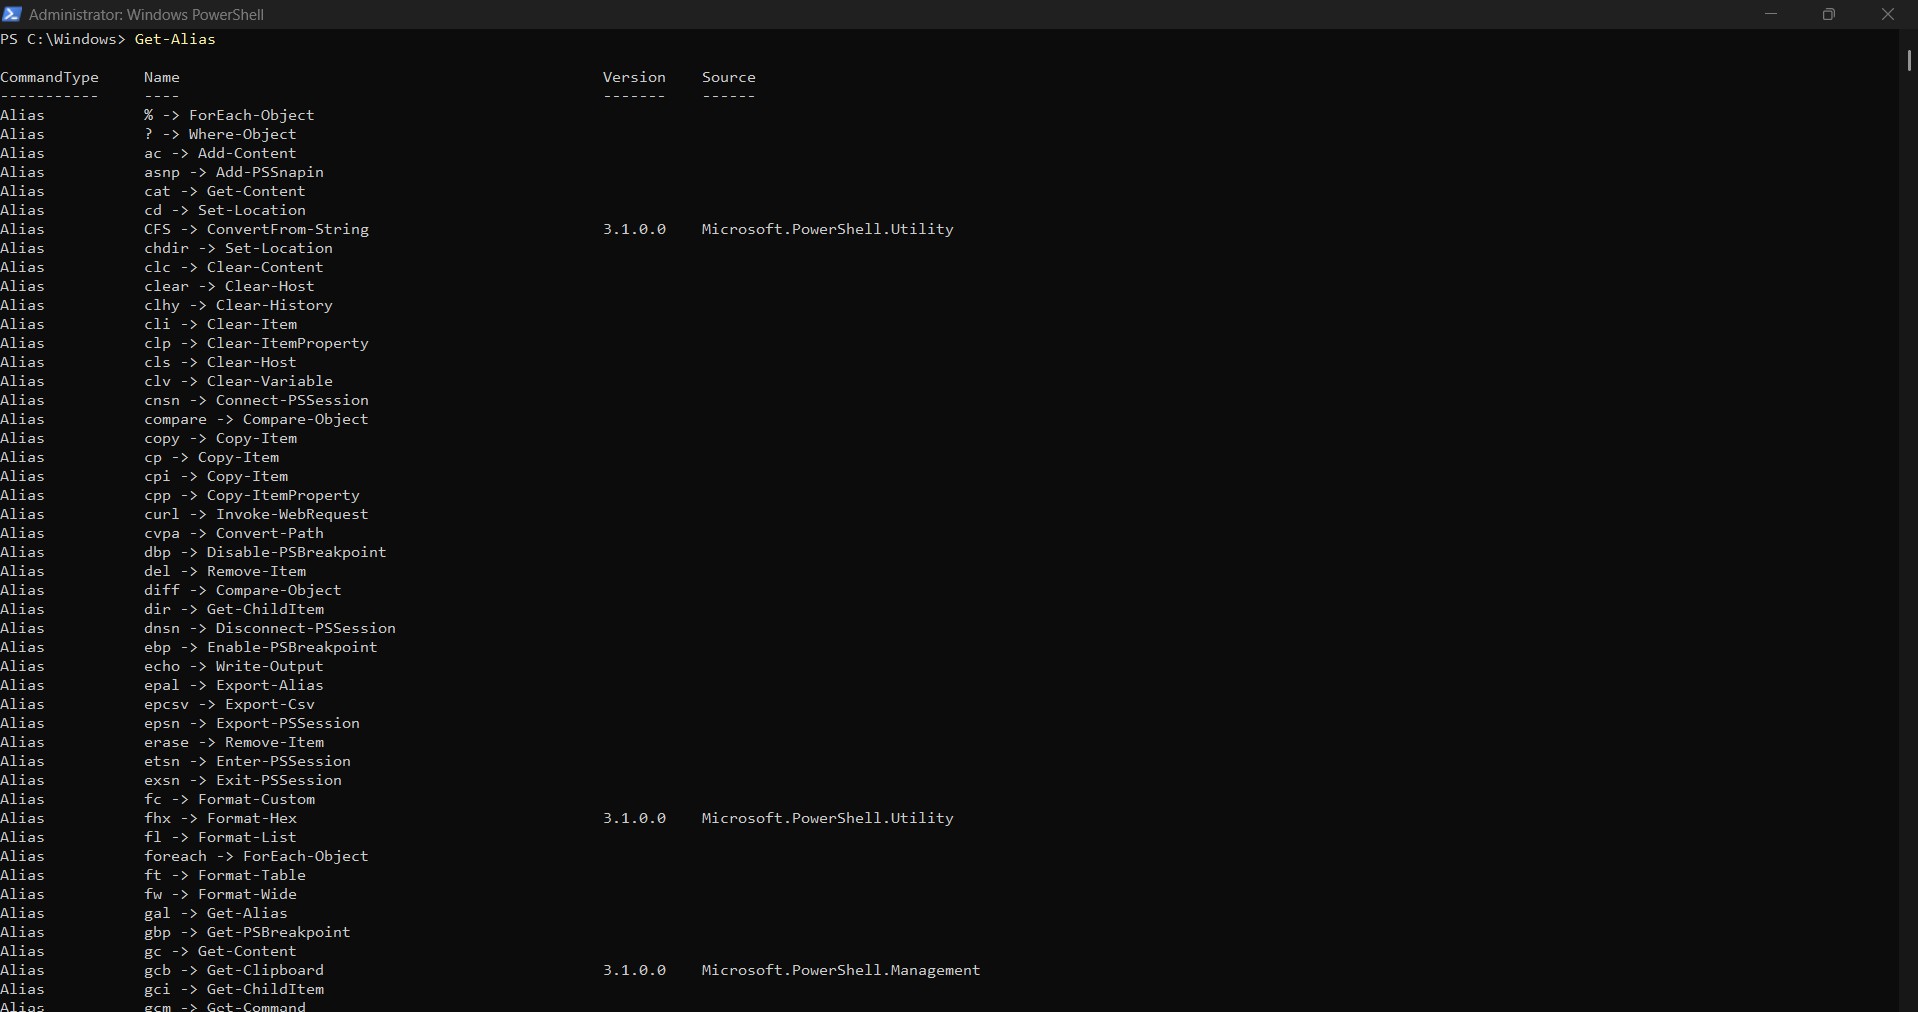 Administrator: Windows PowerShell
PS C:\Windows> Get-Alias
CommandType     Name                                               Version    Source
-----------     ----                                               -------    ------
Alias           % -> ForEach-Object
Alias           ? -> Where-Object
Alias           ac -> Add-Content
Alias           asnp -> Add-PSSnapin
Alias           cat -> Get-Content
Alias           cd -> Set-Location
Alias           CFS -> ConvertFrom-String                          3.1.0.0    Microsoft.PowerShell.Utility
Alias           chdir -> Set-Location
Alias           clc -> Clear-Content
Alias           clear -> Clear-Host
Alias           clhy -> Clear-History
Alias           cli -> Clear-Item
Alias           clp -> Clear-ItemProperty
Alias           cls -> Clear-Host
Alias           clv -> Clear-Variable
Alias           cnsn -> Connect-PSSession
Alias           compare -> Compare-Object
Alias           copy -> Copy-Item
Alias           cp -> Copy-Item
Alias           cpi -> Copy-Item
Alias           cpp -> Copy-ItemProperty
Alias           curl -> Invoke-WebRequest
Alias           cvpa -> Convert-Path
Alias           dbp -> Disable-PSBreakpoint
Alias           del -> Remove-Item
Alias           diff -> Compare-Object
Alias           dir -> Get-ChildItem
Alias           dnsn -> Disconnect-PSSession
Alias           ebp -> Enable-PSBreakpoint
Alias           echo -> Write-Output
Alias           epal -> Export-Alias
Alias           epcsv -> Export-Csv
Alias           epsn -> Export-PSSession
Alias           erase -> Remove-Item
Alias           etsn -> Enter-PSSession
Alias           exsn -> Exit-PSSession
Alias           fc -> Format-Custom
Alias           fhx -> Format-Hex                                  3.1.0.0    Microsoft.PowerShell.Utility
Alias           fl -> Format-List
Alias           foreach -> ForEach-Object
Alias           ft -> Format-Table
Alias           fw -> Format-Wide
Alias           gal -> Get-Alias
Alias           gbp -> Get-PSBreakpoint
Alias           gc -> Get-Content
Alias           gcb -> Get-Clipboard                               3.1.0.0    Microsoft.PowerShell.Management
Alias           gci -> Get-ChildItem
Alias           gcm -> Get-Command